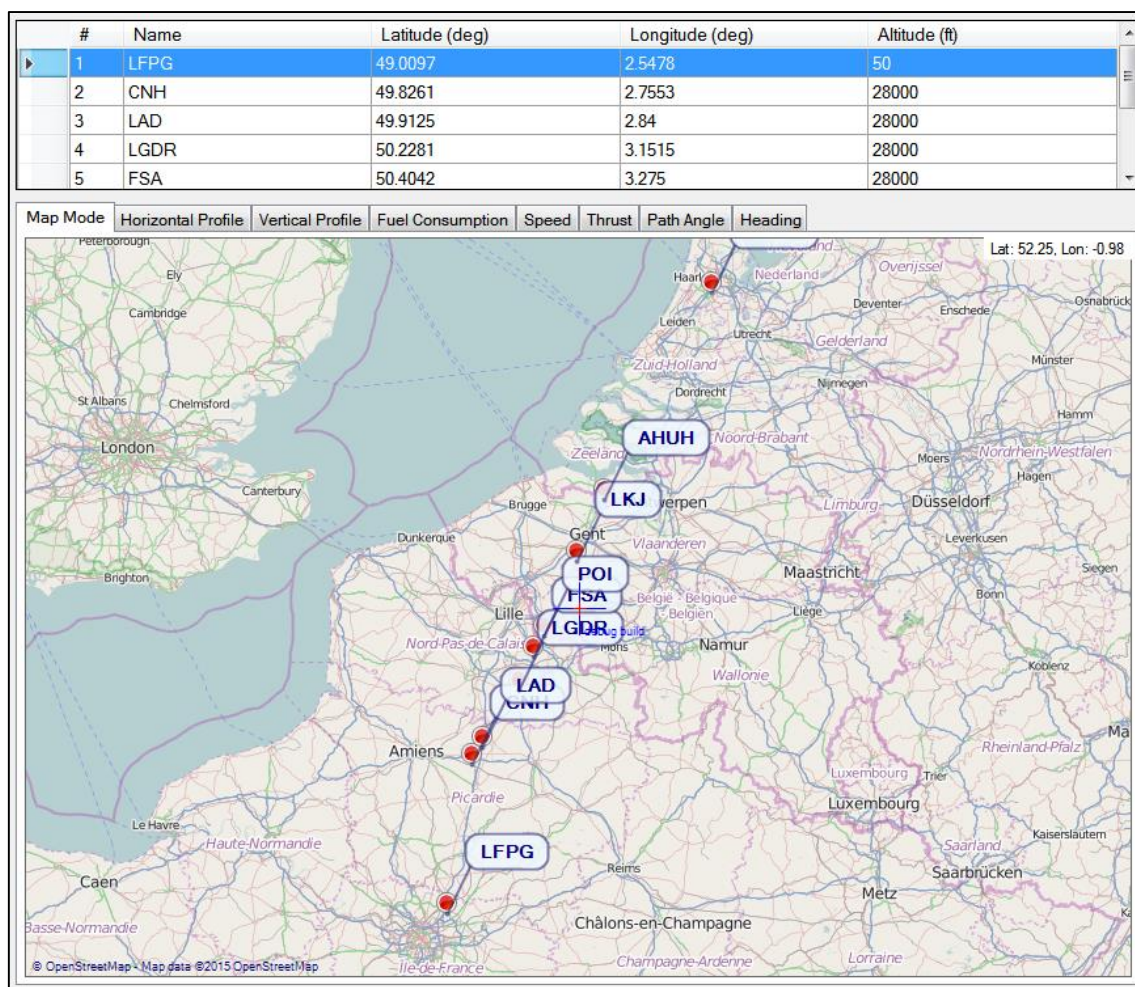 # Name Latitude (deg) Longitude (deg) Altitude (ft)
1 LFPG 49.0097 2.5478 50
2 CNH 49.8261 2.7553 28000
3 LAD 49.9125 2.84 28000
4 LGDR 50.2281 3.1515 28000
5 FSA 50.4042 3.275 28000
Map Mode Horizontal Profile Vertical Profile Fuel Consumption Speed Thrust Path Angle Heading
Peterborough
Lat: 52.25, Lon: -0.98
Ely
Haarl
Nederland
Overijssel
Cambridge
Deventer
Enschede
Osnabrück
Leiden
Utrecht
Gelderland
Zuid-Holland
Münster
Nijmegen
St Albans
Chelmsford
Dordrecht
Hamm
London
AHUH
Noord-Brabant
Zeeland
Moers
Nordrhein-Westfalen
Hagen
Canterbury
Brugge
LKJ
werpen
Limburg
Düsseldorf
Dunkerque
Gent
Vlaanderen
Leverkusen
Brighton
POI
Maastricht
Siegen
FSA
België - Belgique
- Belgien
Bonn
Lille
Liège
LGDR
debug build
Nord-Pas-de-Calais
Mons
Namur
Koblenz
LAD
Wallonie
CNH
Amiens
Rheinland-Pfalz
Ma
Picardie
Luxembourg
Trier
Luxembourg
Le Havre
Haute-Normandie
LFPG
Kaiserslautern
Saarland
Reims
Saarbrücken
Caen
Metz
Basse-Normandie
Châlons-en-Champagne
Ka
© OpenStreetMap - Map data ©2015 OpenStreetMap
Île-de-France
Champagne-Ardenne
Lorraine